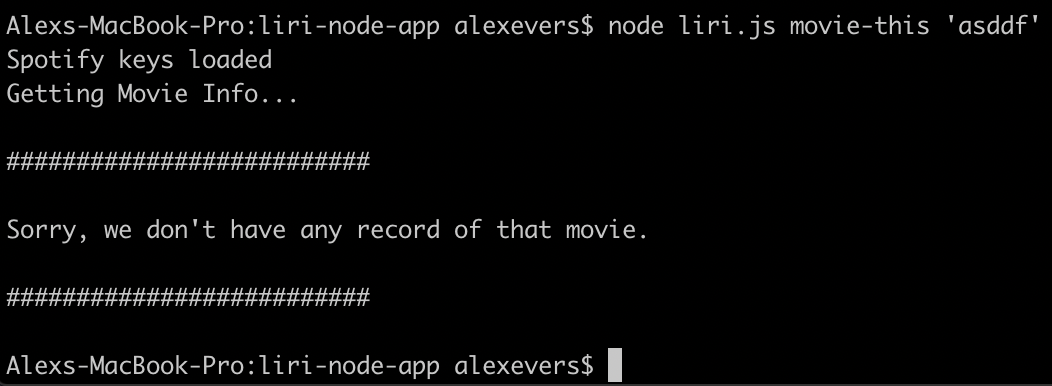 Alexs-MacBook-Pro:liri-node-app alexevers$ node liri.js movie-this 'asddf'
Spotify keys loaded
Getting Movie Info...
##########################
Sorry, we don't have any record of that movie.
##########################
Alexs-MacBook-Pro:liri-node-app alexevers$